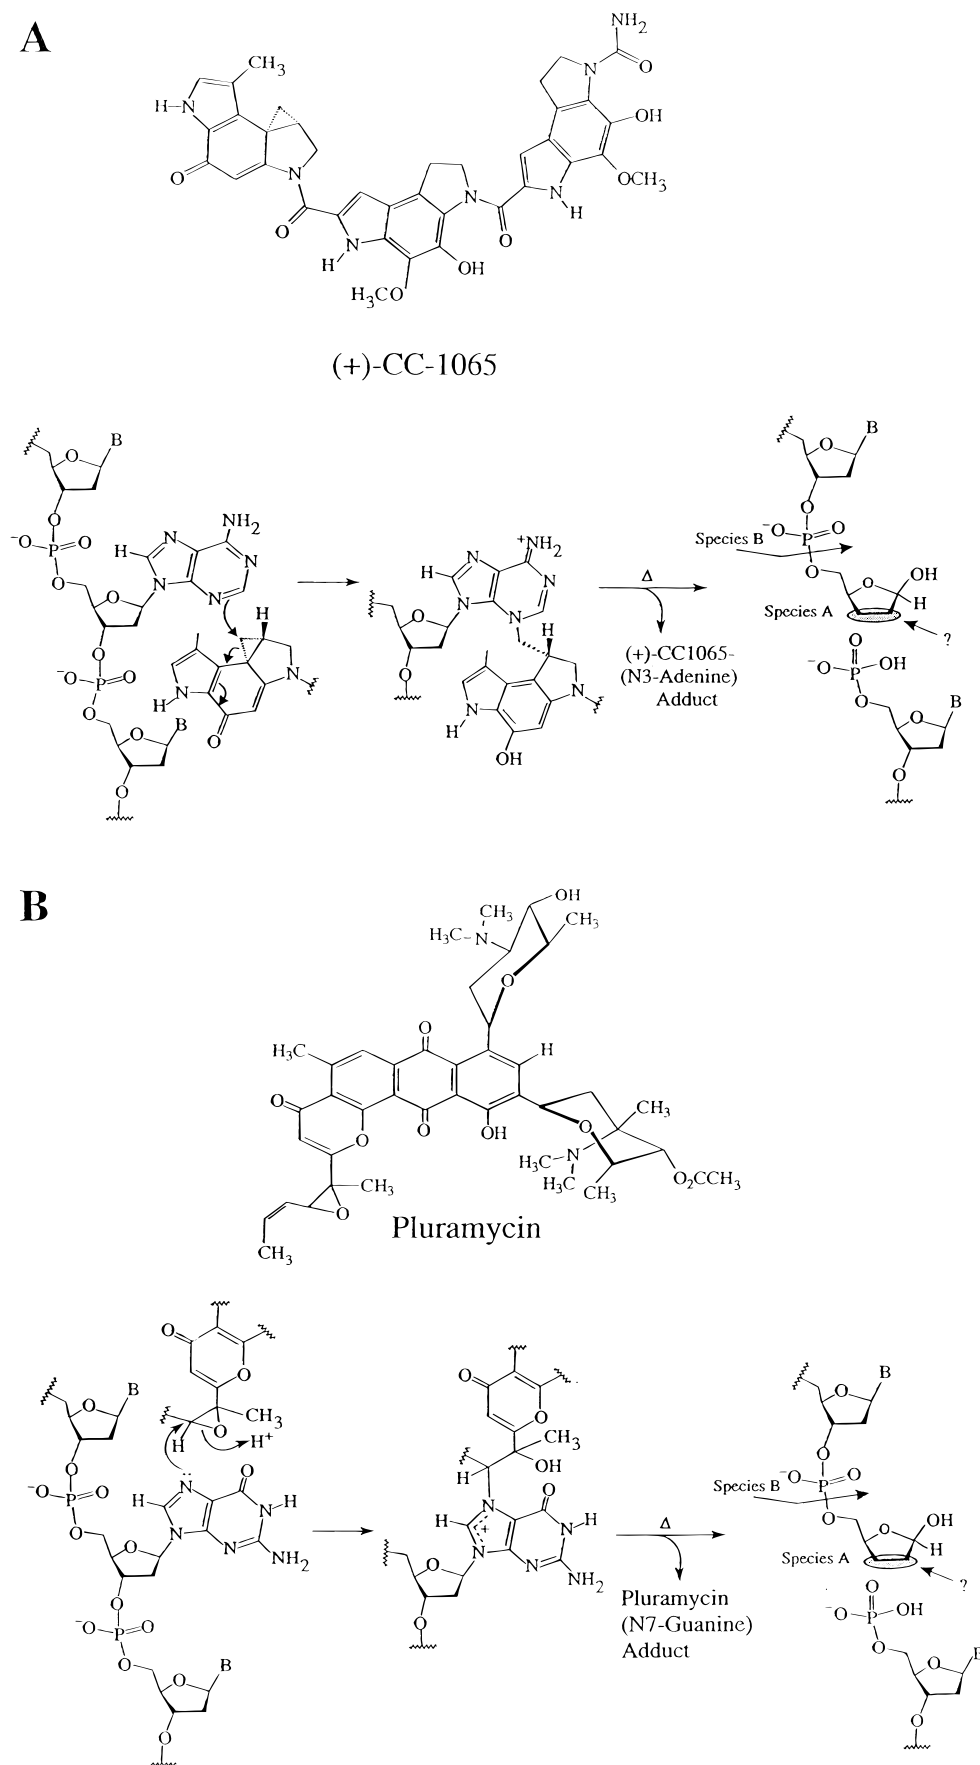 A
NH₂
N
O
CH₃
H-N
OH
OCH₃
N
H
O
N
O
N
H
N
O
OH
H₃CO
(+)-CC-1065
B
O
O
⁻O P O
O
NH₂
H
N
N
N
N
O
O
⁻O P O
O
H
N
H
N
O
B
O
O
⁺NH₂
H
N
N
N
N
O
O
H
N
N
H
OH
Δ
(+)-CC1065-
(N3-Adenine)
Adduct
B
O
O
Species B
⁻O P O
O
Species A
O
OH
H
?
O
⁻O P OH
O
B
O
O
B
OH
CH₃
H₃C-N
CH₃
O
O
H₃C
H
O
O
O
OH
O
CH₃
H₃C-N
H₃C
CH₃
O₂CCH₃
CH₃
O
CH₃
Pluramycin
O
O
CH₃
O
H
H⁺
B
O
O
⁻O P O
O
H
N
N
O
N-H
N
NH₂
O
O
⁻O P O
O
B
O
O
O
O
CH₃
OH
H
N
O
H
+
N
N-H
N
NH₂
O
O
Δ
Pluramycin
(N7-Guanine)
Adduct
B
O
O
Species B
⁻O P O
O
Species A
O
OH
H
?
O
⁻O P OH
O
B
O
O